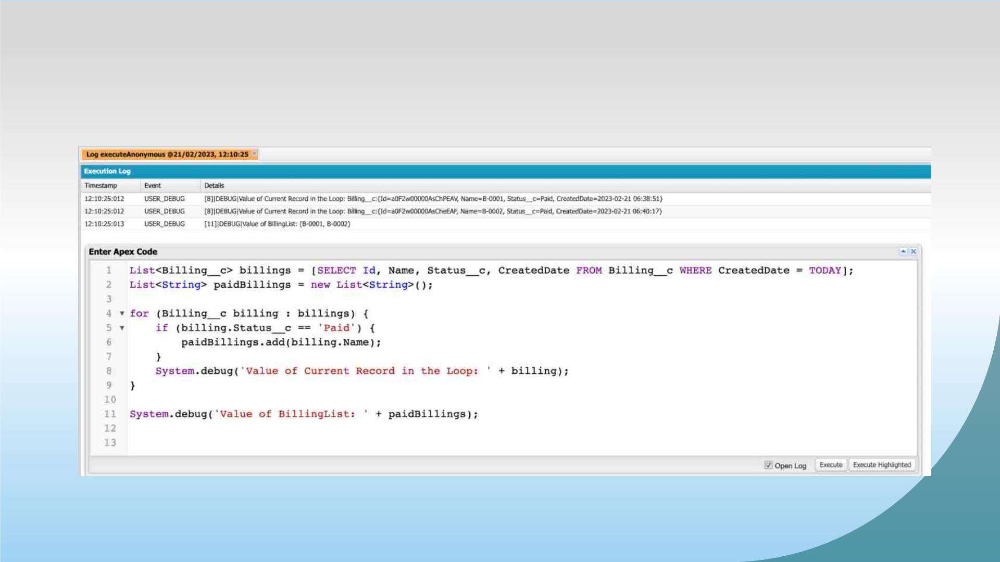 Log executeAnonymous @21/02/2023, 12:10:25
Execution Log
Timestamp Event Details
12:10:25:012 USER_DEBUG [8]|DEBUG|Value of Current Record in the Loop: Billing__c:{Id=a0F2w00000AsChPEAV, Name=B-0001, Status__c=Paid, CreatedDate=2023-02-21 06:38:51}
12:10:25:012 USER_DEBUG [8]|DEBUG|Value of Current Record in the Loop: Billing__c:{Id=a0F2w00000AsCheEAF, Name=B-0002, Status__c=Paid, CreatedDate=2023-02-21 06:40:17}
12:10:25:013 USER_DEBUG [11]|DEBUG|Value of BillingList: (B-0001, B-0002)
Enter Apex Code
1 List<Billing__c> billings = [SELECT Id, Name, Status__c, CreatedDate FROM Billing__c WHERE CreatedDate = TODAY];
2 List<String> paidBillings = new List<String>();
3
4 for (Billing__c billing : billings) {
5 if (billing.Status__c == 'Paid') {
6 paidBillings.add(billing.Name);
7 }
8 System.debug('Value of Current Record in the Loop: ' + billing);
9 }
10
11 System.debug('Value of BillingList: ' + paidBillings);
12
13
Open Log Execute Execute Highlighted